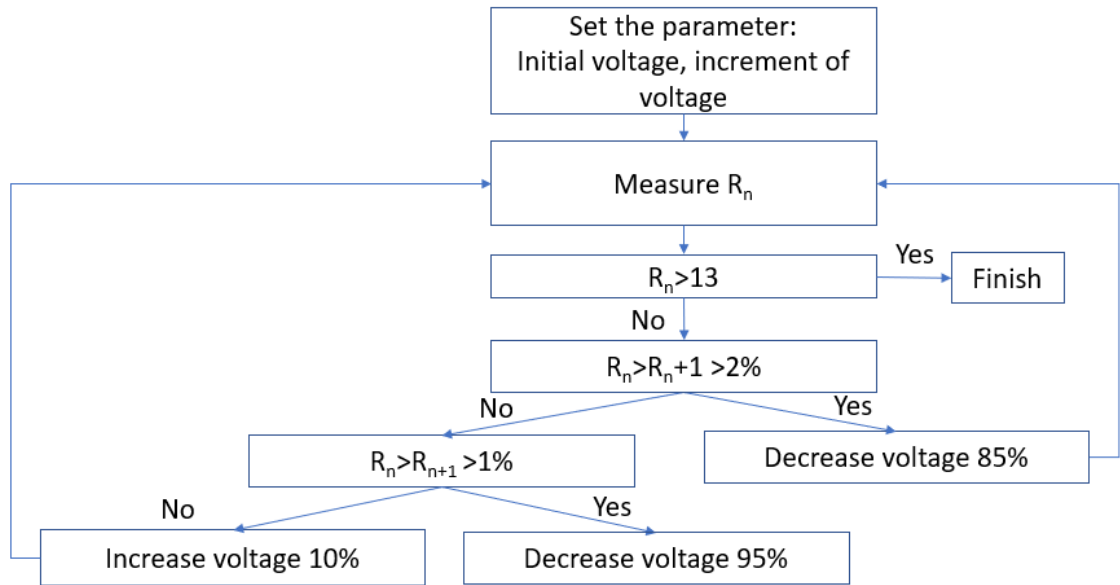 Set the parameter:
Initial voltage, increment of
voltage
Measure Rₙ
Rₙ>13
Yes
Finish
No
Rₙ>Rₙ+1 >2%
No
Yes
Rₙ>Rₙ₊₁ >1%
Decrease voltage 85%
No
Yes
Increase voltage 10%
Decrease voltage 95%